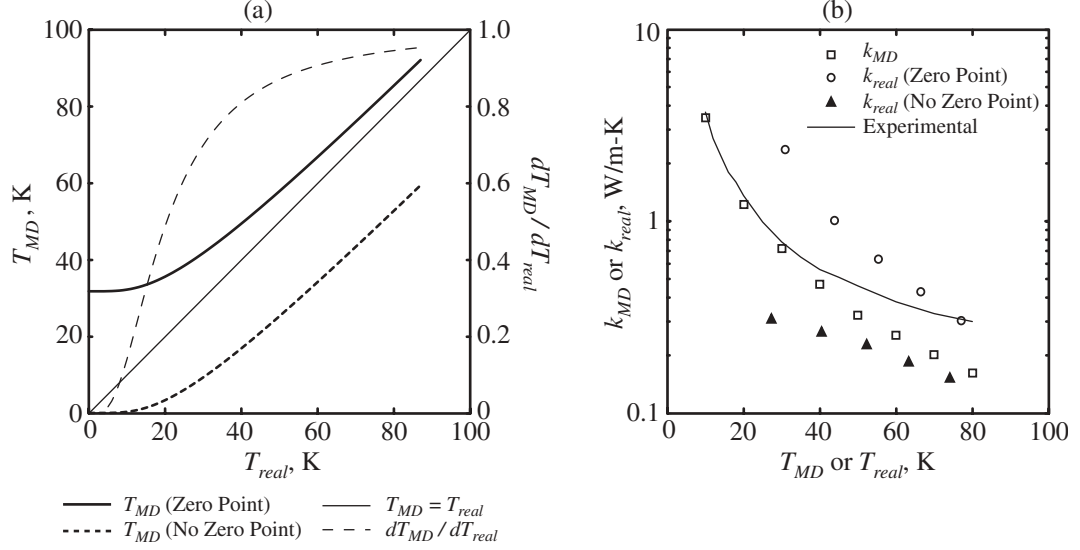 (a)
100
80
60
40
20
0
T_MD, K
1.0
0.8
0.6
0.4
0.2
0
dT_MD / dT_real
0 20 40 60 80 100
T_real, K
T_MD (Zero Point)
T_MD (No Zero Point)
T_MD = T_real
dT_MD / dT_real
(b)
10
1
0.1
k_MD or k_real, W/m-K
k_MD
k_real (Zero Point)
k_real (No Zero Point)
Experimental
0 20 40 60 80 100
T_MD or T_real, K